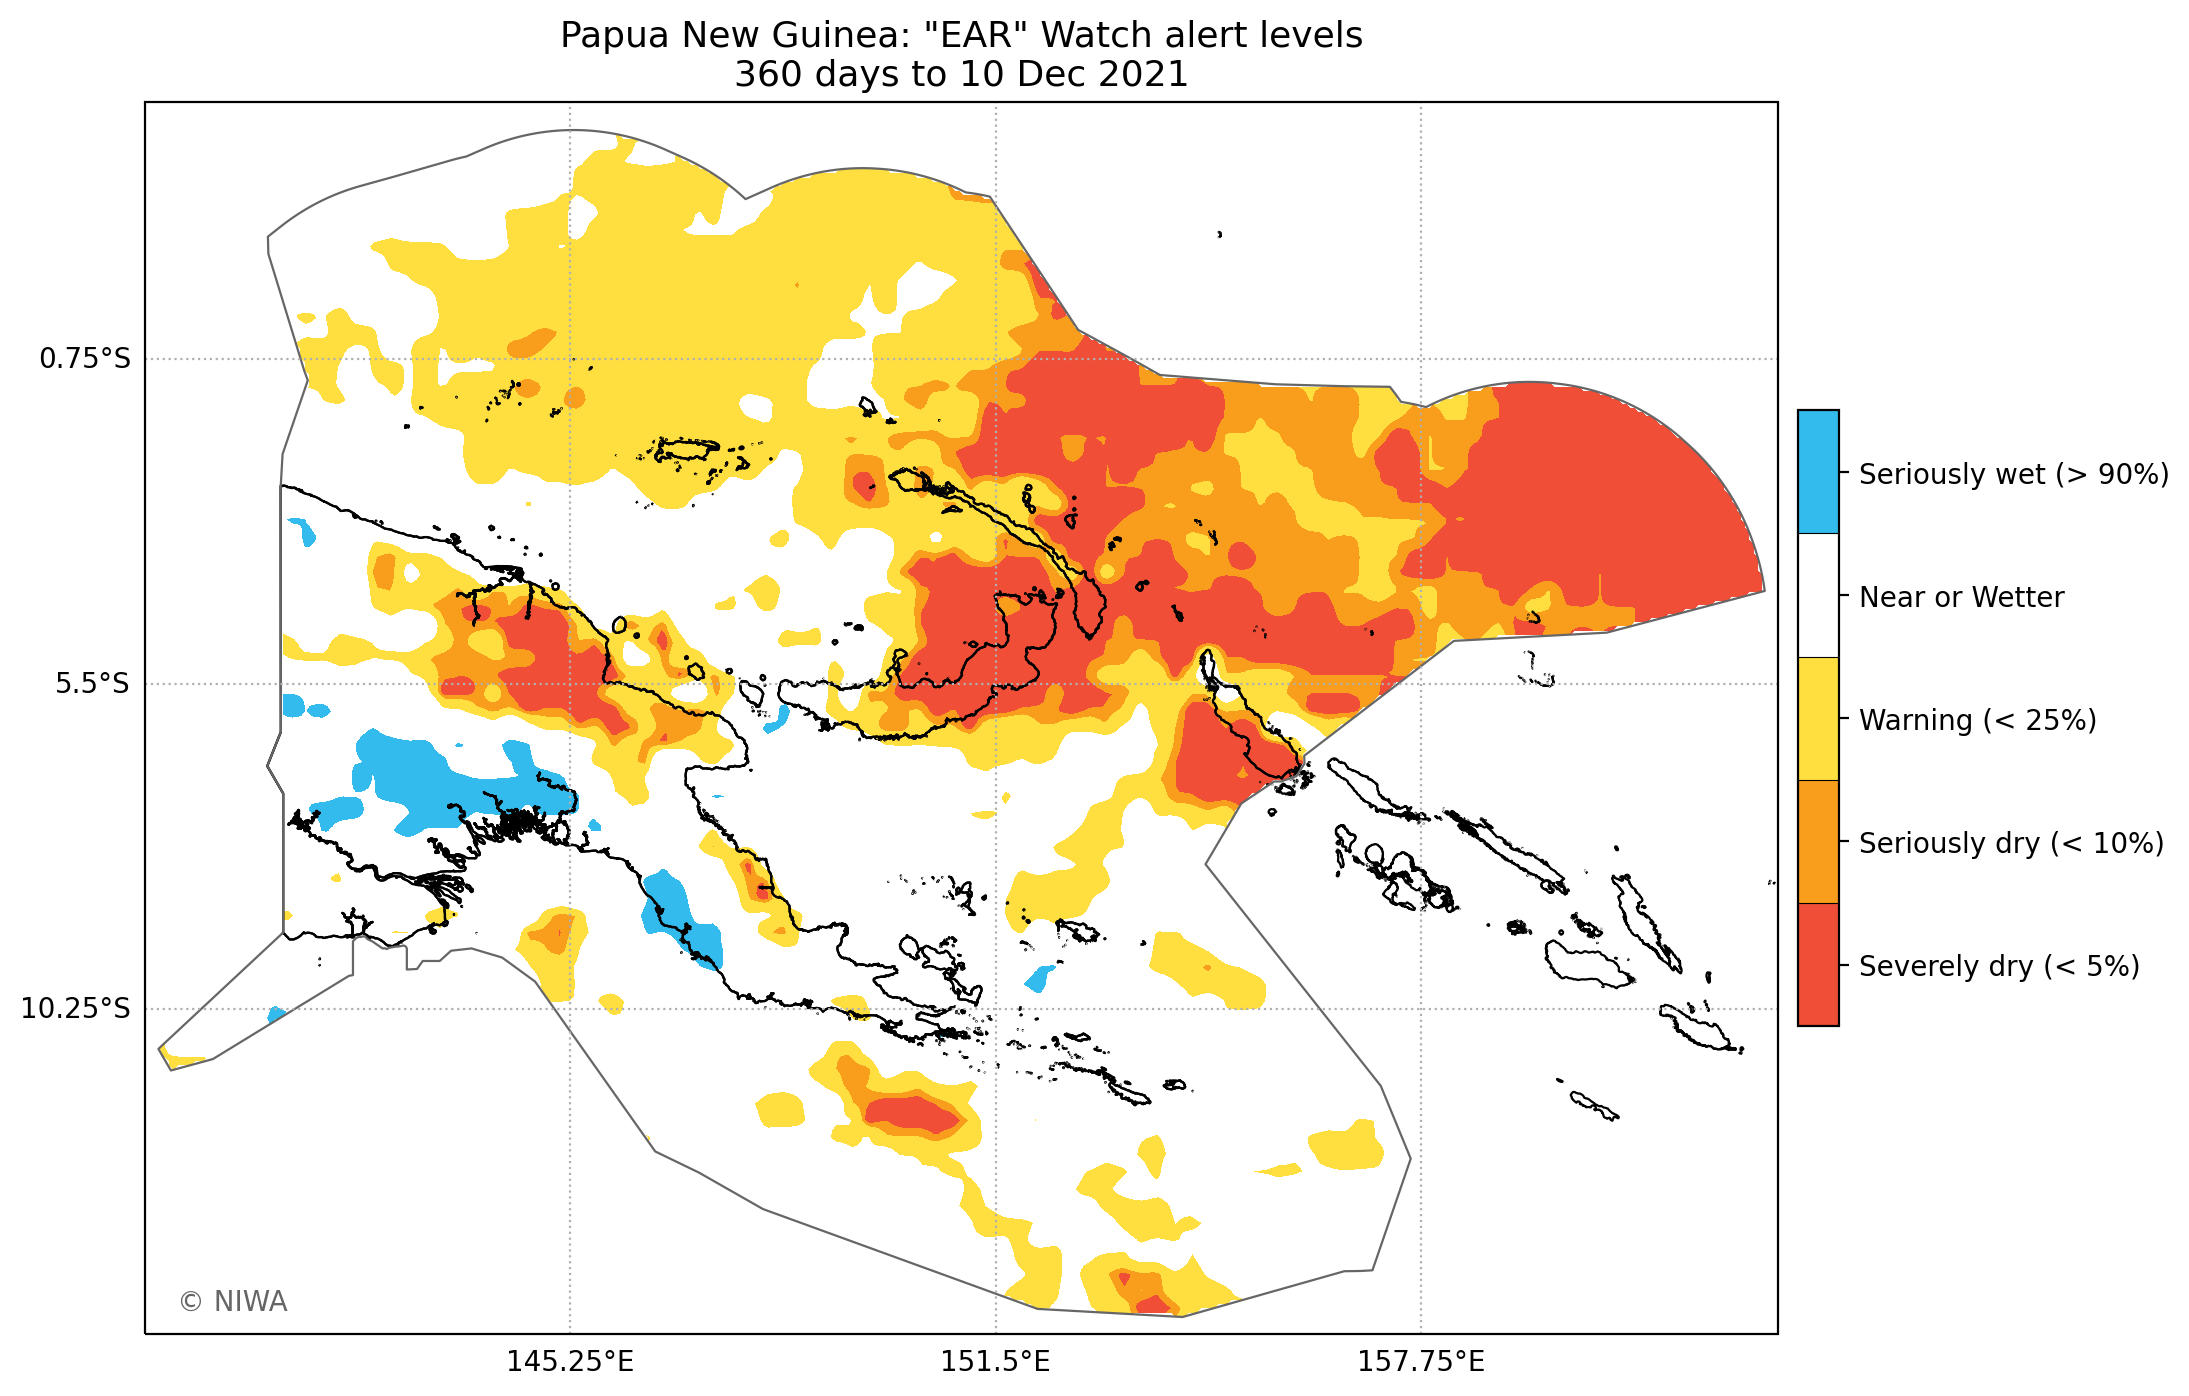 Papua New Guinea: "EAR" Watch alert levels
360 days to 10 Dec 2021
0.75°S
5.5°S
10.25°S
145.25°E
151.5°E
157.75°E
Seriously wet (> 90%)
Near or Wetter
Warning (< 25%)
Seriously dry (< 10%)
Severely dry (< 5%)
© NIWA